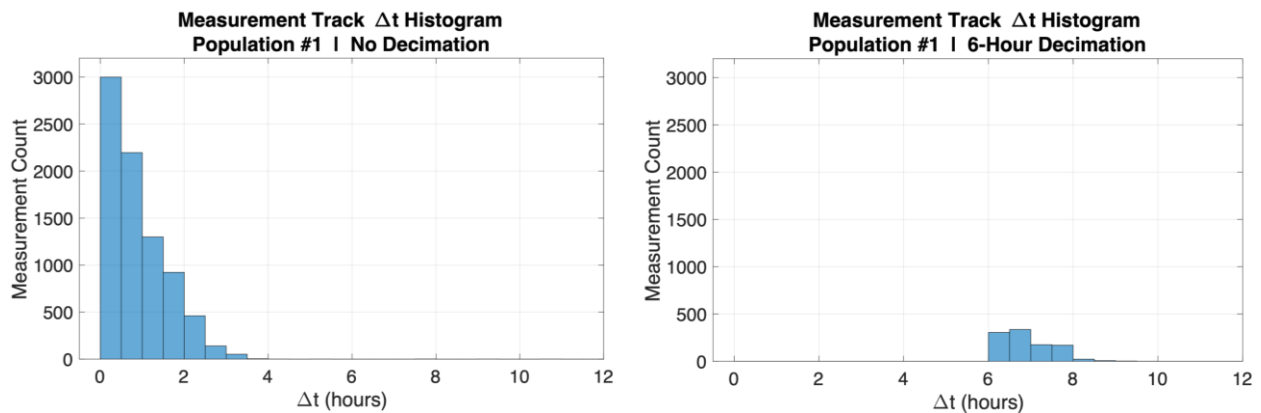 Measurement Track Δt Histogram
Population #1 | No Decimation
Measurement Count
3000
2500
2000
1500
1000
500
0
0 2 4 6 8 10 12
Δt (hours)
Measurement Track Δt Histogram
Population #1 | 6-Hour Decimation
Measurement Count
3000
2500
2000
1500
1000
500
0
0 2 4 6 8 10 12
Δt (hours)